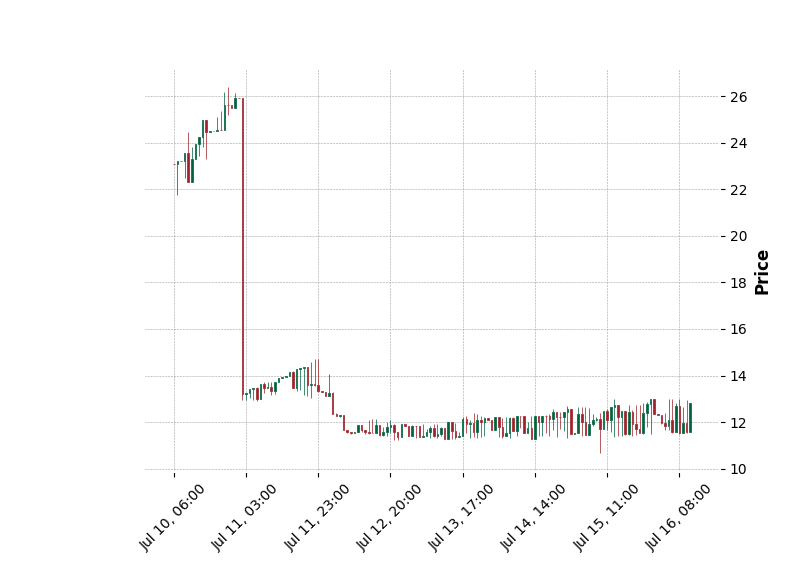 26
24
22
20
18
16
14
12
10
Price
Jul 10, 06:00
Jul 11, 03:00
Jul 11, 23:00
Jul 12, 20:00
Jul 13, 17:00
Jul 14, 14:00
Jul 15, 11:00
Jul 16, 08:00